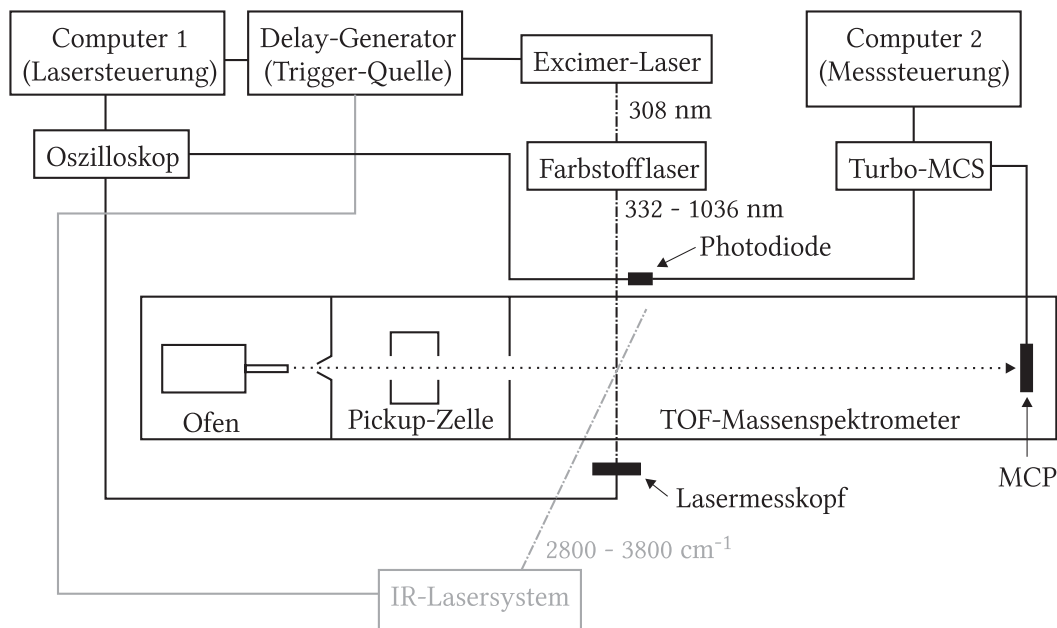 Computer 1
(Lasersteuerung)
Delay-Generator
(Trigger-Quelle)
Excimer-Laser
Computer 2
(Messsteuerung)
308 nm
Oszilloskop
Farbstofflaser
Turbo-MCS
332 - 1036 nm
Photodiode
Ofen
Pickup-Zelle
TOF-Massenspektrometer
MCP
Lasermesskopf
2800 - 3800 cm⁻¹
IR-Lasersystem